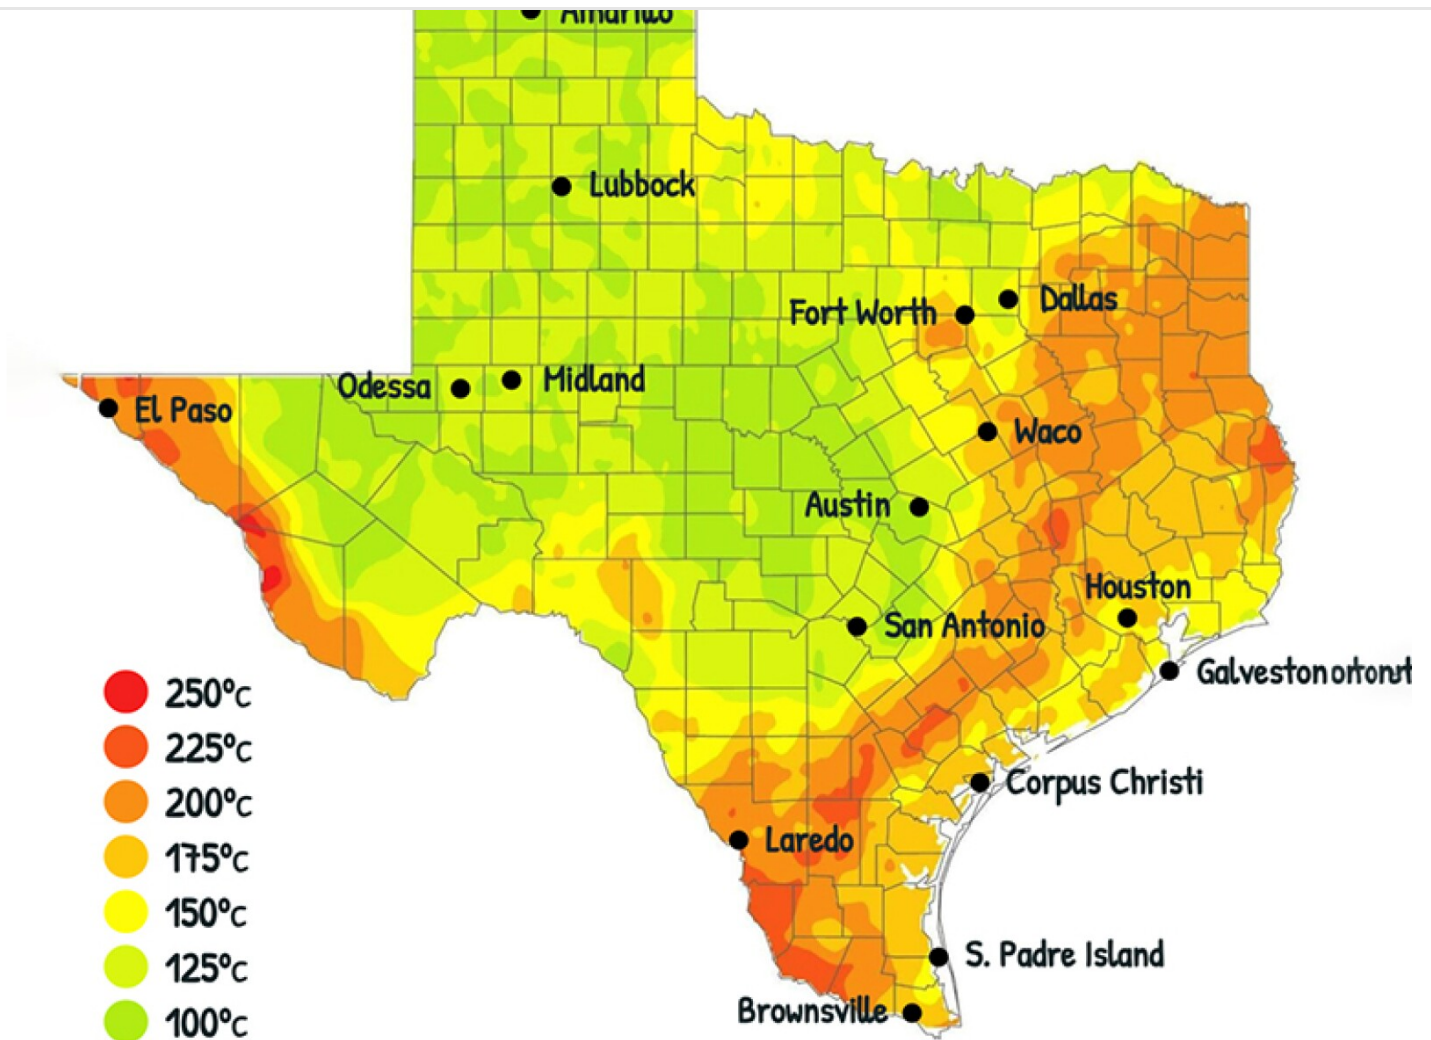 Amarillo
Lubbock
Fort Worth
Dallas
Odessa
Midland
El Paso
Waco
Austin
Houston
San Antonio
Galveston
250°C
225°C
200°C
175°C
150°C
125°C
100°C
Corpus Christi
Laredo
S. Padre Island
Brownsville